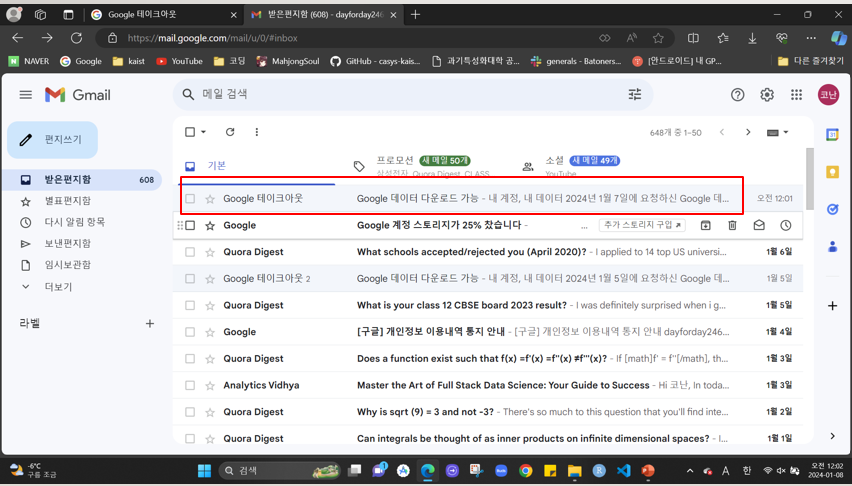 Google 테이크아웃
받은편지함 (608) - dayford24
https://mail.google.com/mail/u/0/#inbox
NAVER Google kaist YouTube 코딩 MahjongSoul GitHub - casys-kais... 과기특성화대학 공... generals - Batoners... [안드로이드] 내 GP... 다른 즐겨찾기
Gmail
메일 검색
코난
편지쓰기
648개 중 1–50
받은편지함 608
별표편지함
다시 알림 항목
보낸편지함
임시보관함
더보기
라벨
기본
프로모션 새 메일 50개
삼성전자, Quora Digest, CLASS
소셜 새 메일 49개
YouTube
Google 테이크아웃 Google 데이터 다운로드 가능 - 내 계정, 내 데이터 2024년 1월 7일에 요청하신 Google 데... 오전 12:01
Google Google 계정 스토리지가 25% 찼습니다 - ... 추가 스토리지 구입
Quora Digest What schools accepted/rejected you (April 2020)? - I applied to 14 top US universi... 1월 6일
Google 테이크아웃 2 Google 데이터 다운로드 가능 - 내 계정, 내 데이터 2024년 1월 5일에 요청하신 Google 데... 1월 5일
Quora Digest What is your class 12 CBSE board 2023 result? - I was definitely surprised when i g... 1월 5일
Google [구글] 개인정보 이용내역 통지 안내 - [구글] 개인정보 이용내역 통지 안내 dayford246... 1월 4일
Quora Digest Does a function exist such that f(x) =f'(x) =f''(x) ≠f'''(x)? - If [math]f' = f''[/math], th... 1월 3일
Analytics Vidhya Master the Art of Full Stack Data Science: Your Guide to Success - Hi 코난, In toda... 1월 3일
Quora Digest Why is sqrt (9) = 3 and not -3? - There's so much to this question that you'll find inte... 1월 2일
Quora Digest Can integrals be thought of as inner products on infinite dimensional spaces? - I... 1월 1일
-6°C
구름 조금
검색
A 한
오전 12:02
2024-01-08